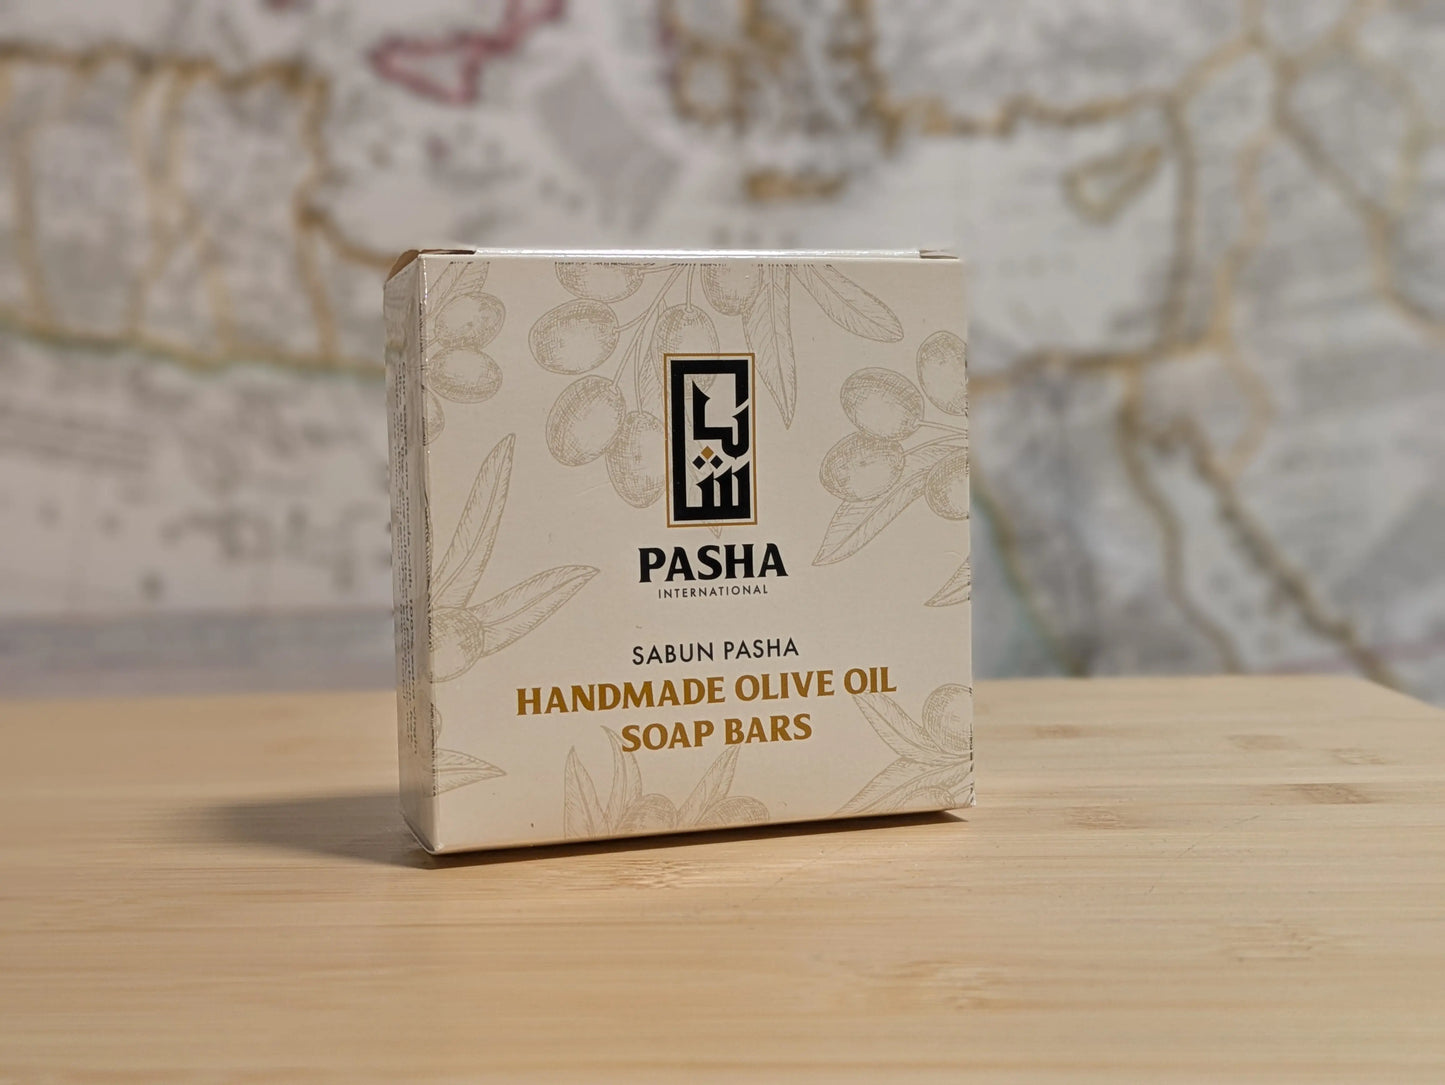 باشا
PASHA
INTERNATIONAL
SABUN PASHA
HANDMADE OLIVE OIL
SOAP BARS